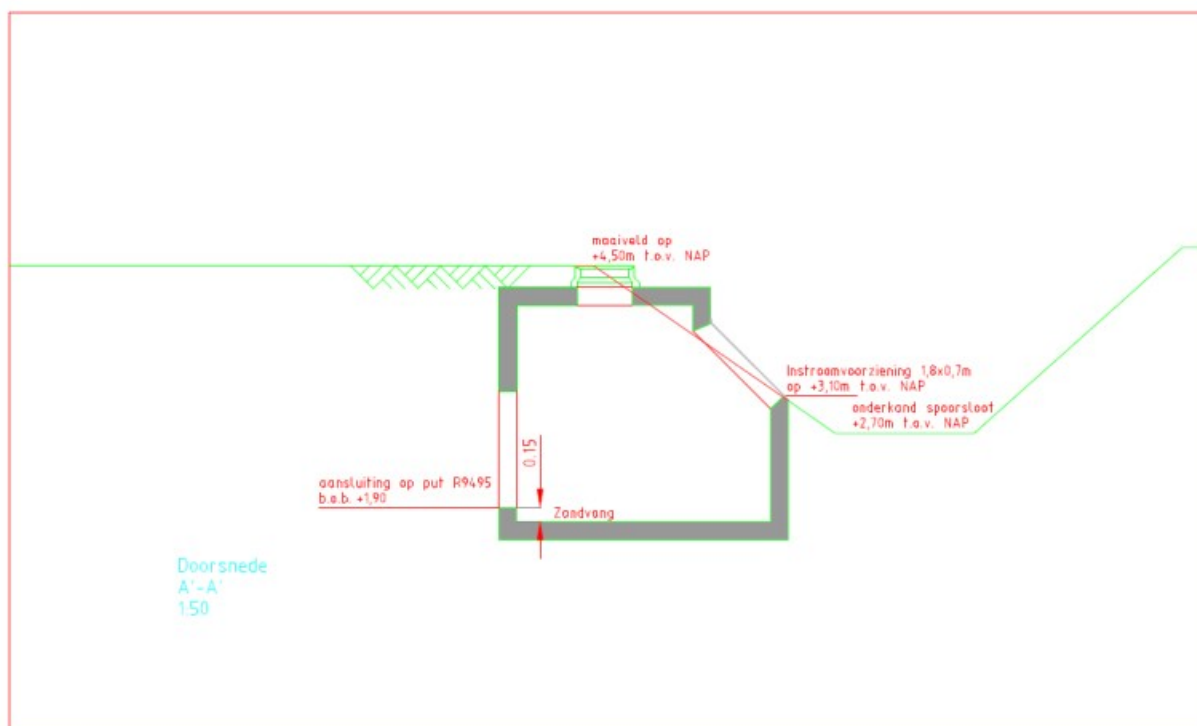 maaiveld op
+4,50m t.o.v. NAP
Instroomvoorziening 1,8x0,7m
op +3,10m t.o.v. NAP
onderkand spoorsloot
+2,70m t.o.v. NAP
0.15
aansluiting op put R9495
b.o.b. +1,90
Zandvang
Doorsnede
A'-A'
1:50